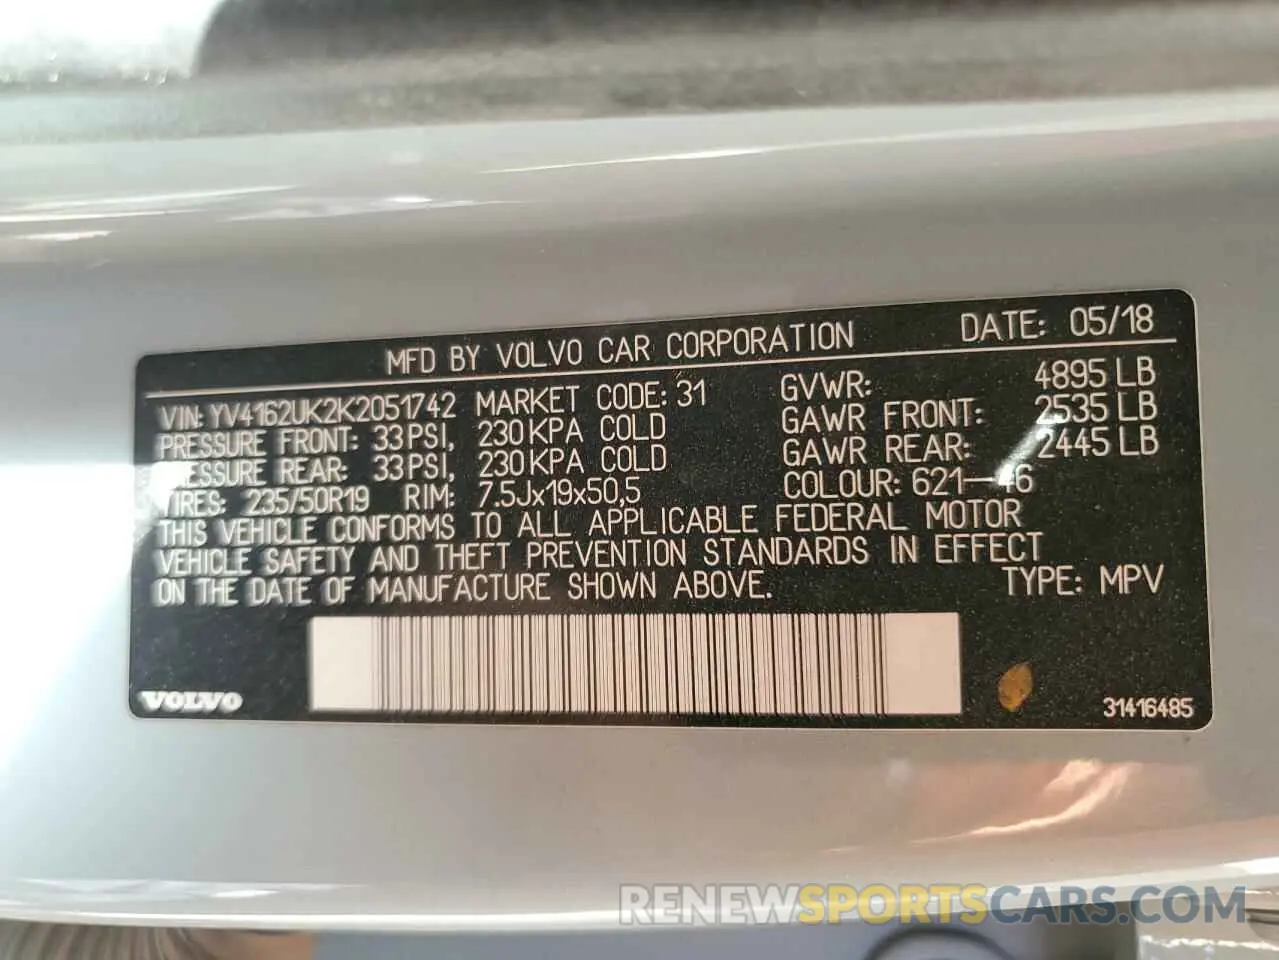 MFD BY VOLVO CAR CORPORATION DATE: 05/18
VIN: YV4162UK2K2051742 MARKET CODE: 31 GVWR: 4895 LB
PRESSURE FRONT: 33 PSI, 230 KPA COLD GAWR FRONT: 2535 LB
PRESSURE REAR: 33 PSI, 230 KPA COLD GAWR REAR: 2445 LB
TIRES: 235/50R19 RIM: 7.5Jx19x50,5 COLOUR: 621-46
THIS VEHICLE CONFORMS TO ALL APPLICABLE FEDERAL MOTOR
VEHICLE SAFETY AND THEFT PREVENTION STANDARDS IN EFFECT
ON THE DATE OF MANUFACTURE SHOWN ABOVE. TYPE: MPV
VOLVO 31416485
RENEWSPORTSCARS.COM